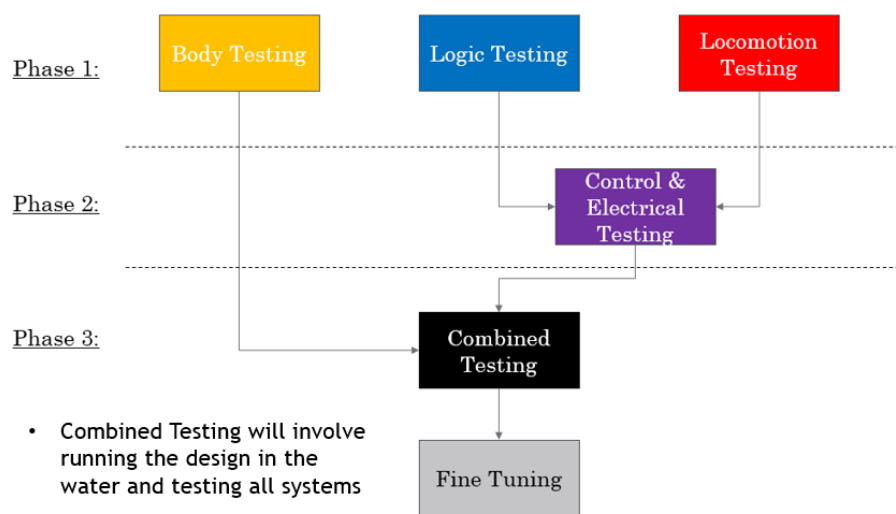 Body Testing
Logic Testing
Locomotion
Testing
Phase 1:
Phase 2:
Control &
Electrical
Testing
Phase 3:
Combined
Testing
• Combined Testing will involve
running the design in the
water and testing all systems
Fine Tuning